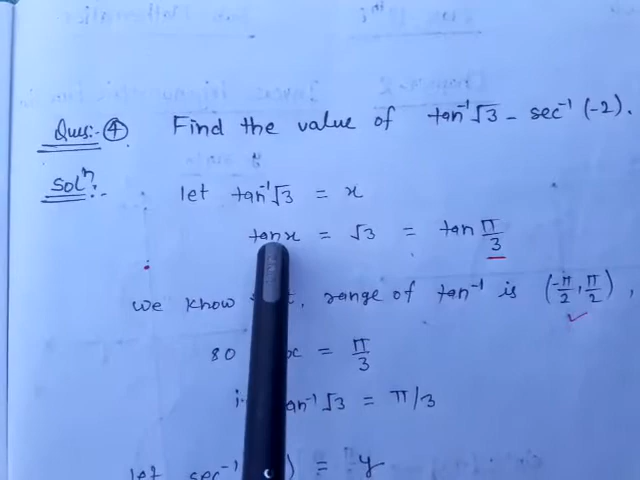 Ques:- ④ Find the value of tan⁻¹√3 - sec⁻¹(-2).
Solⁿ:- let tan⁻¹√3 = x
tanx = √3 = tan π/3
we know range of tan⁻¹ is (-π/2, π/2),
so x = π/3
tan⁻¹√3 = π/3
let sec⁻¹ ) = y